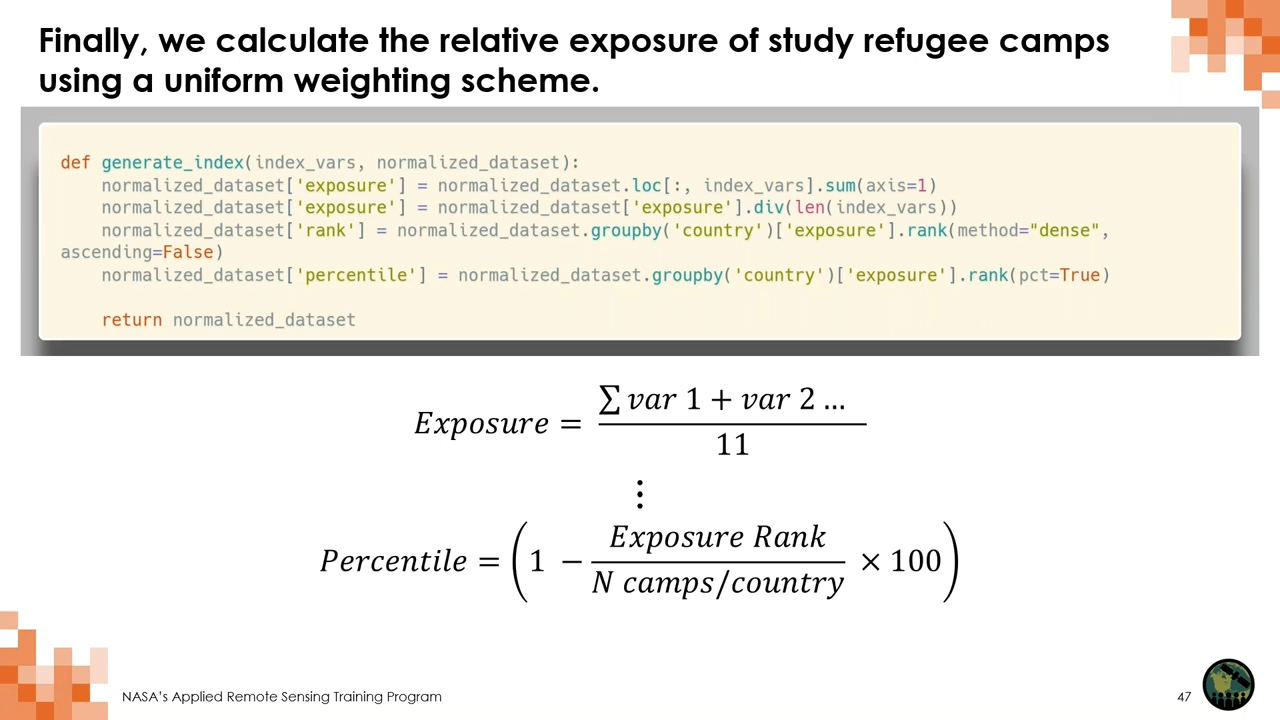 Finally, we calculate the relative exposure of study refugee camps
using a uniform weighting scheme.
def generate_index(index_vars, normalized_dataset):
    normalized_dataset['exposure'] = normalized_dataset.loc[:, index_vars].sum(axis=1)
    normalized_dataset['exposure'] = normalized_dataset['exposure'].div(len(index_vars))
    normalized_dataset['rank'] = normalized_dataset.groupby('country')['exposure'].rank(method="dense",
ascending=False)
    normalized_dataset['percentile'] = normalized_dataset.groupby('country')['exposure'].rank(pct=True)
    return normalized_dataset
Exposure = ∑ var 1 + var 2 … / 11
⋮
Percentile = (1 − Exposure Rank / N camps/country × 100)
NASA's Applied Remote Sensing Training Program
47